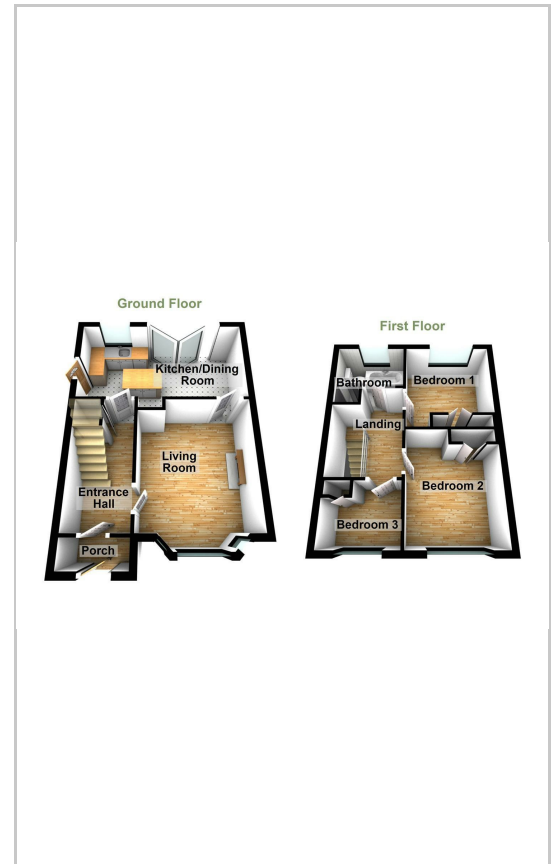 Ground Floor
Kitchen/Dining
Room
Living
Room
Entrance
Hall
Porch
First Floor
Bathroom
Bedroom 1
Landing
Bedroom 2
Bedroom 3